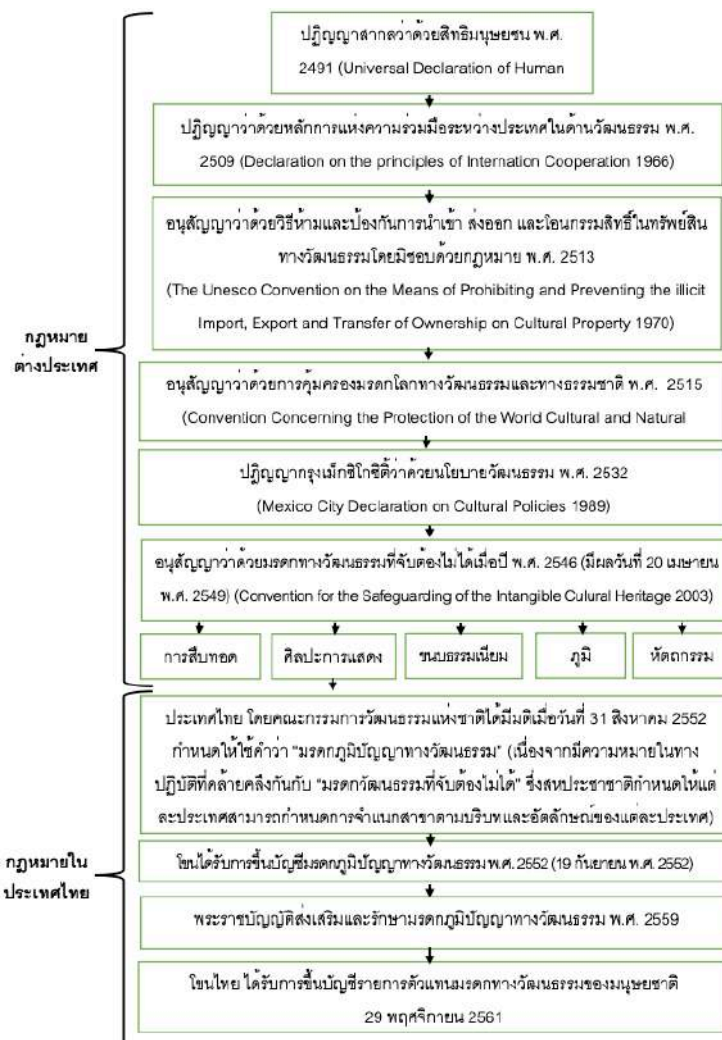 ปฏิญญาสากลว่าด้วยสิทธิมนุษยชน พ.ศ.
2491 (Universal Declaration of Human
ปฏิญญาว่าด้วยหลักการแห่งความร่วมมือระหว่างประเทศในด้านวัฒนธรรม พ.ศ.
2509 (Declaration on the principles of Internation Cooperation 1966)
อนุสัญญาว่าด้วยวิธีห้ามและป้องกันการนำเข้า ส่งออก และโอนกรรมสิทธิ์ในทรัพย์สิน
ทางวัฒนธรรมโดยมิชอบด้วยกฎหมาย พ.ศ. 2513
(The Unesco Convention on the Means of Prohibiting and Preventing the illicit
Import, Export and Transfer of Ownership on Cultural Property 1970)
กฎหมาย
ต่างประเทศ
อนุสัญญาว่าด้วยการคุ้มครองมรดกโลกทางวัฒนธรรมและทางธรรมชาติ พ.ศ. 2515
(Convention Concerning the Protection of the World Cultural and Natural
ปฏิญญากรุงเม็กซิโกซิตี้ว่าด้วยนโยบายวัฒนธรรม พ.ศ. 2532
(Mexico City Declaration on Cultural Policies 1989)
อนุสัญญาว่าด้วยมรดกทางวัฒนธรรมที่จับต้องไม่ได้เมื่อปี พ.ศ. 2546 (มีผลวันที่ 20 เมษายน
พ.ศ. 2549) (Convention for the Safeguarding of the Intangible Culural Heritage 2003)
การสืบทอด
ศิลปะการแสดง
ขนบธรรมเนียม
ภูมิ
หัตถกรรม
ประเทศไทย โดยคณะกรรมการวัฒนธรรมแห่งชาติได้มีมติเมื่อวันที่ 31 สิงหาคม 2552
กำหนดให้ใช้คำว่า "มรดกภูมิปัญญาทางวัฒนธรรม" (เนื่องจากมีความหมายในทาง
ปฏิบัติที่คล้ายคลึงกันกับ "มรดกวัฒนธรรมที่จับต้องไม่ได้" ซึ่งสหประชาชาติกำหนดให้แต่
ละประเทศสามารถกำหนดการจำแนกสาขาตามบริบทและอัตลักษณ์ของแต่ละประเทศ)
กฎหมายใน
ประเทศไทย
โขนได้รับการขึ้นบัญชีมรดกภูมิปัญญาทางวัฒนธรรม พ.ศ. 2552 (19 กันยายน พ.ศ. 2552)
พระราชบัญญัติส่งเสริมและรักษามรดกภูมิปัญญาทางวัฒนธรรม พ.ศ. 2559
โขนไทย ได้รับการขึ้นบัญชีรายการตัวแทนมรดกทางวัฒนธรรมของมนุษยชาติ
29 พฤศจิกายน 2561